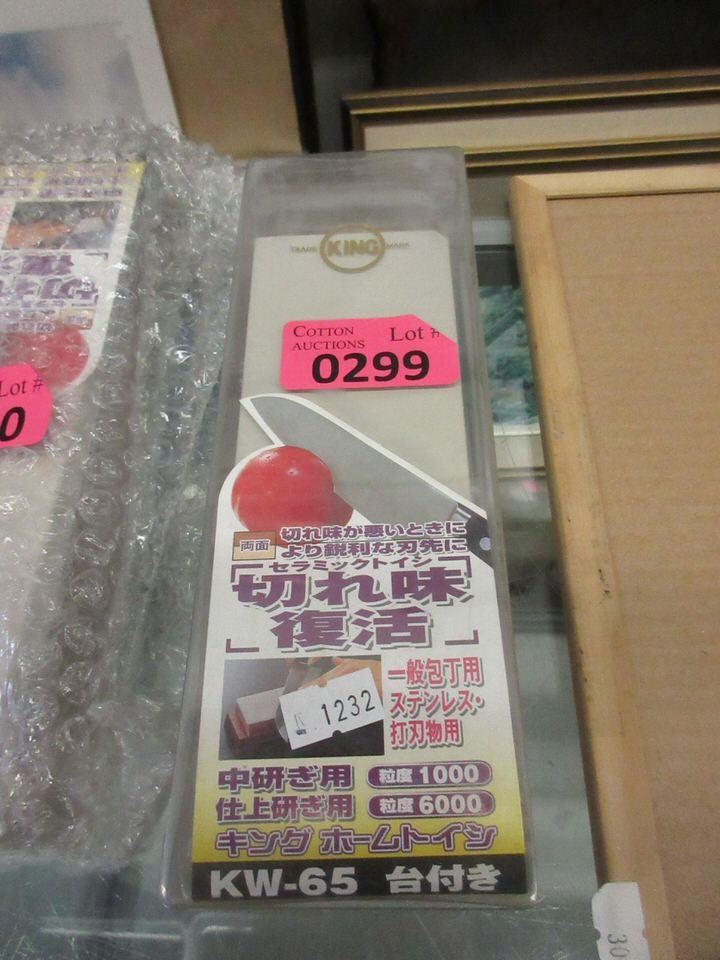 TRADE KING MARK
COTTON AUCTIONS Lot #
0299
両面
切れ味が悪いときに
より鋭利な刃先に
セラミックトイシ
切れ味
復活
1232
一般包丁用
ステンレス・
打刃物用
中研ぎ用 粒度1000
仕上研ぎ用 粒度6000
キング ホームトイシ
KW-65 台付き
Lot #
0
30